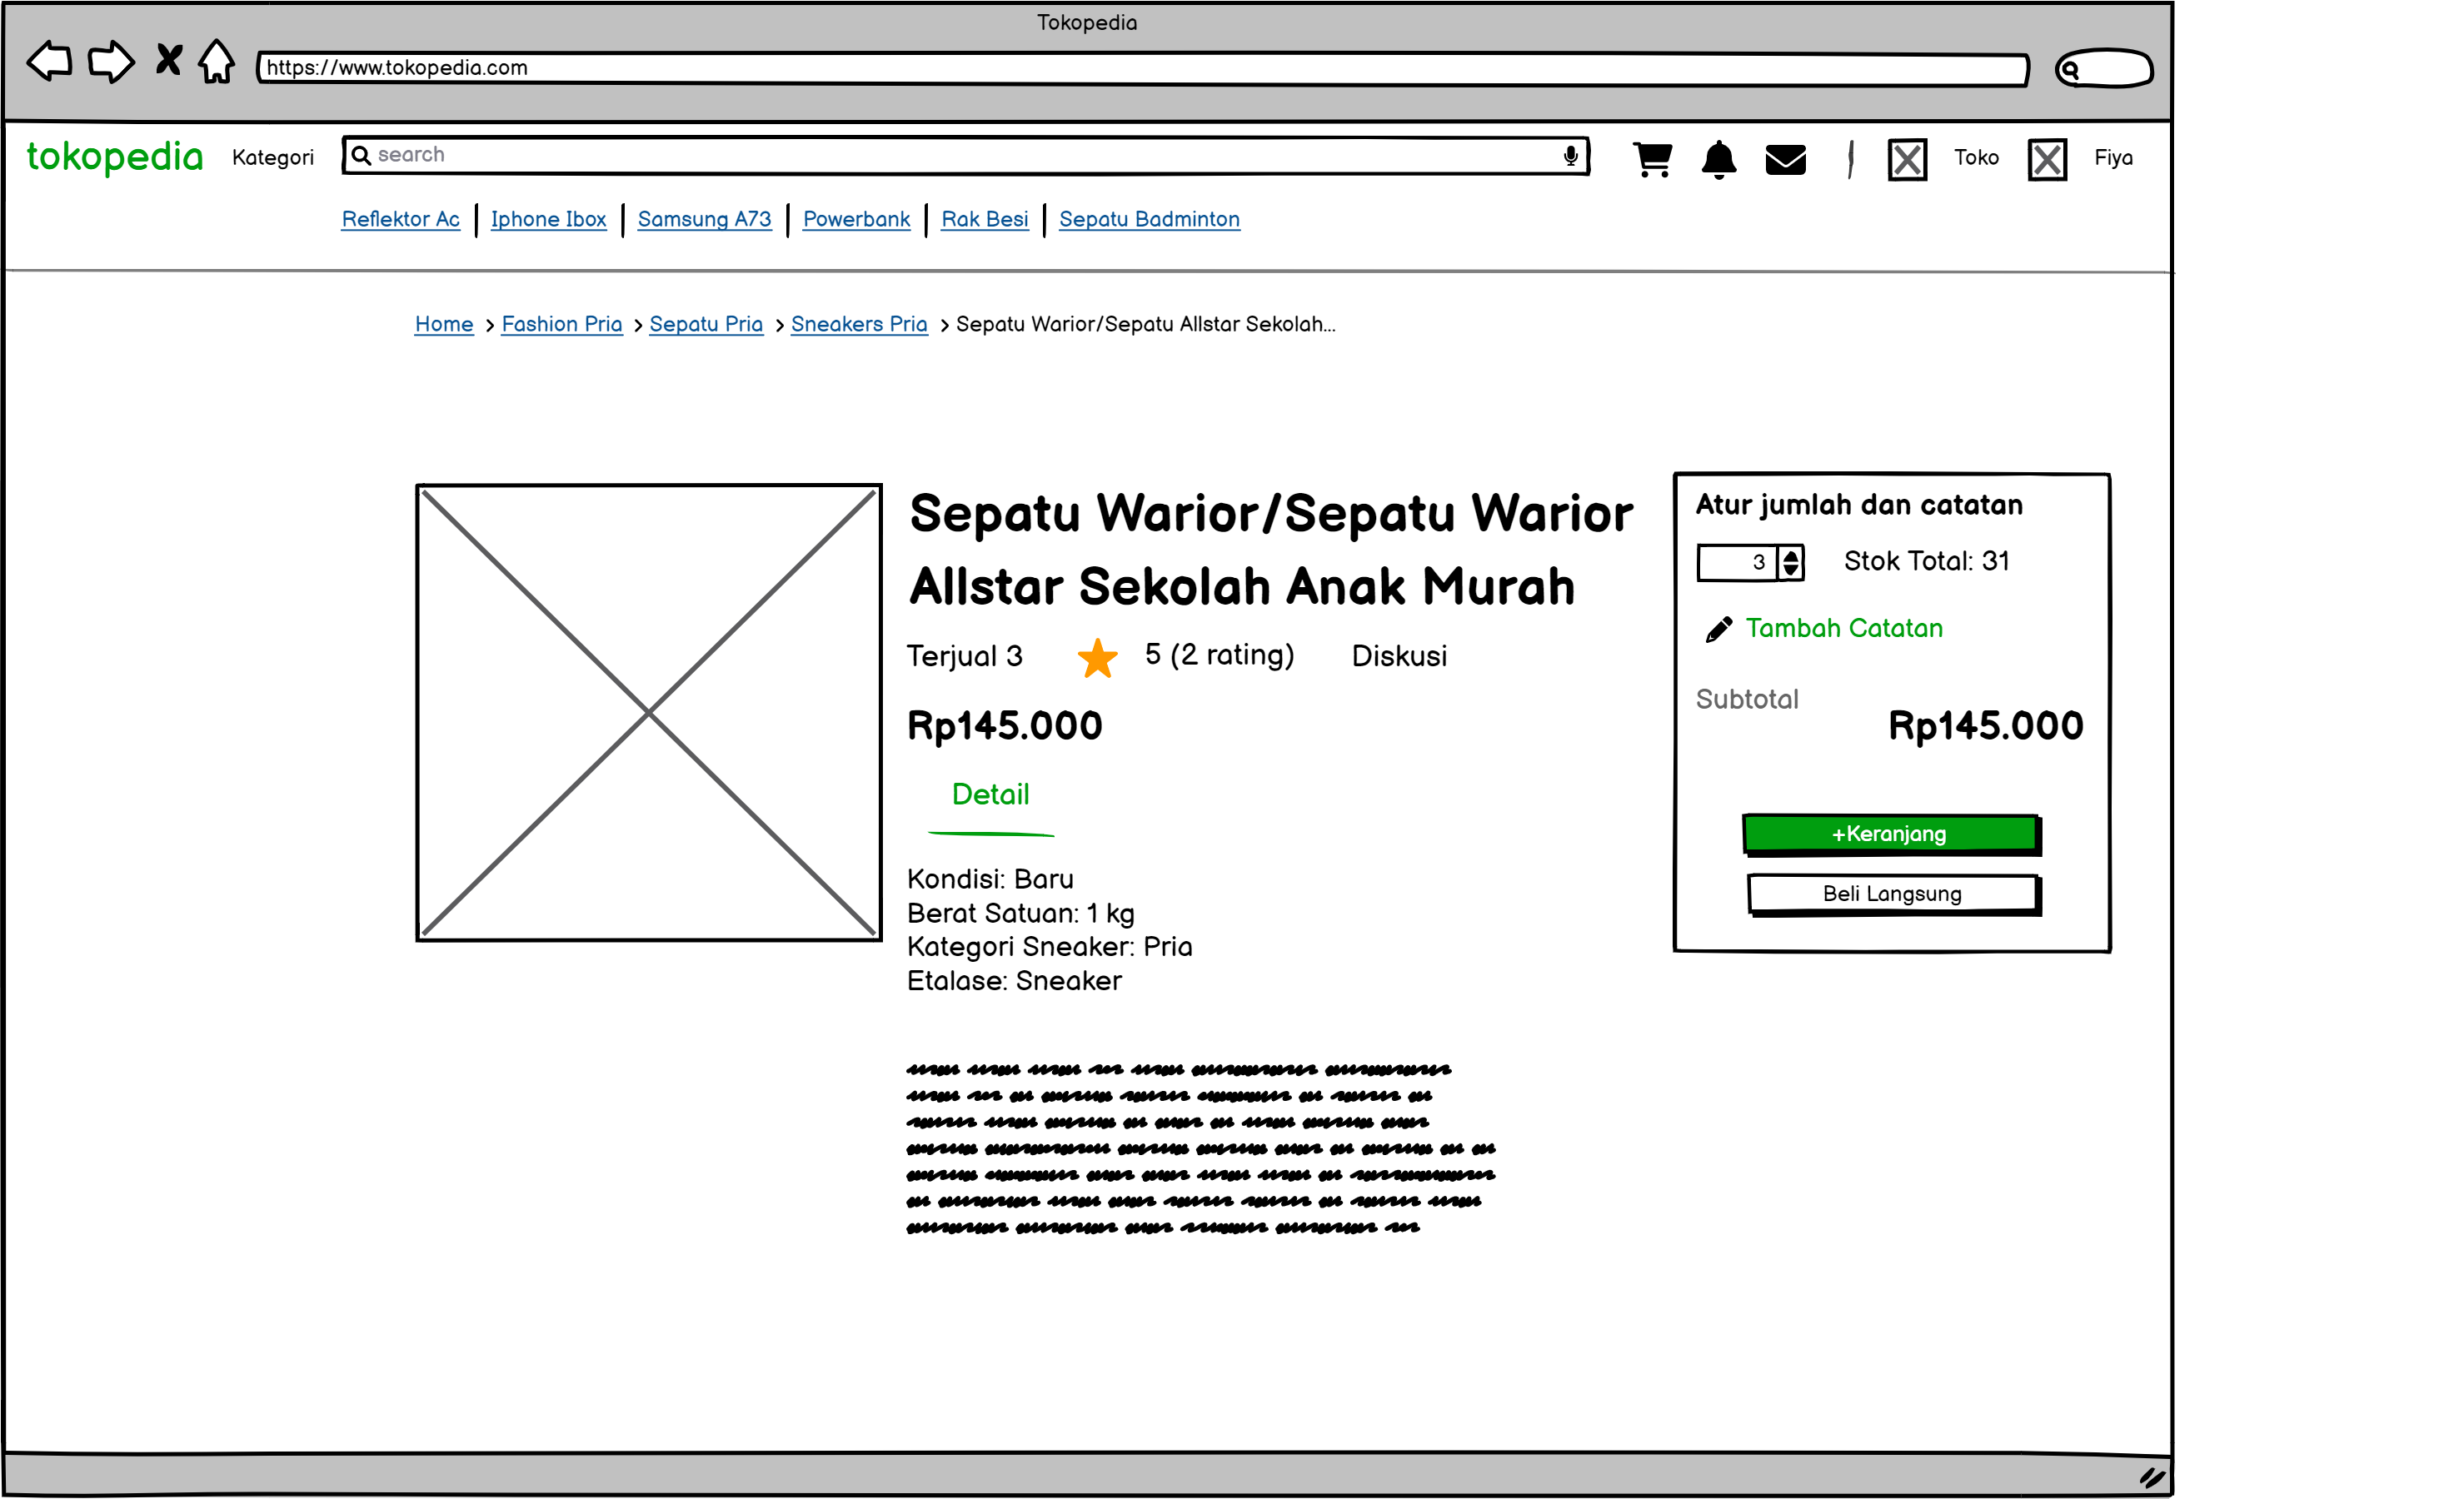 Tokopedia
https://www.tokopedia.com
tokopedia Kategori search Toko Fiya
Reflektor Ac Iphone Ibox Samsung A73 Powerbank Rak Besi Sepatu Badminton
Home > Fashion Pria > Sepatu Pria > Sneakers Pria > Sepatu Warior/Sepatu Allstar Sekolah...
Sepatu Warior/Sepatu Warior
Allstar Sekolah Anak Murah
Terjual 3 5 (2 rating) Diskusi
Rp145.000
Detail
Kondisi: Baru
Berat Satuan: 1 kg
Kategori Sneaker: Pria
Etalase: Sneaker
Atur jumlah dan catatan
3 Stok Total: 31
Tambah Catatan
Subtotal
Rp145.000
+Keranjang
Beli Langsung